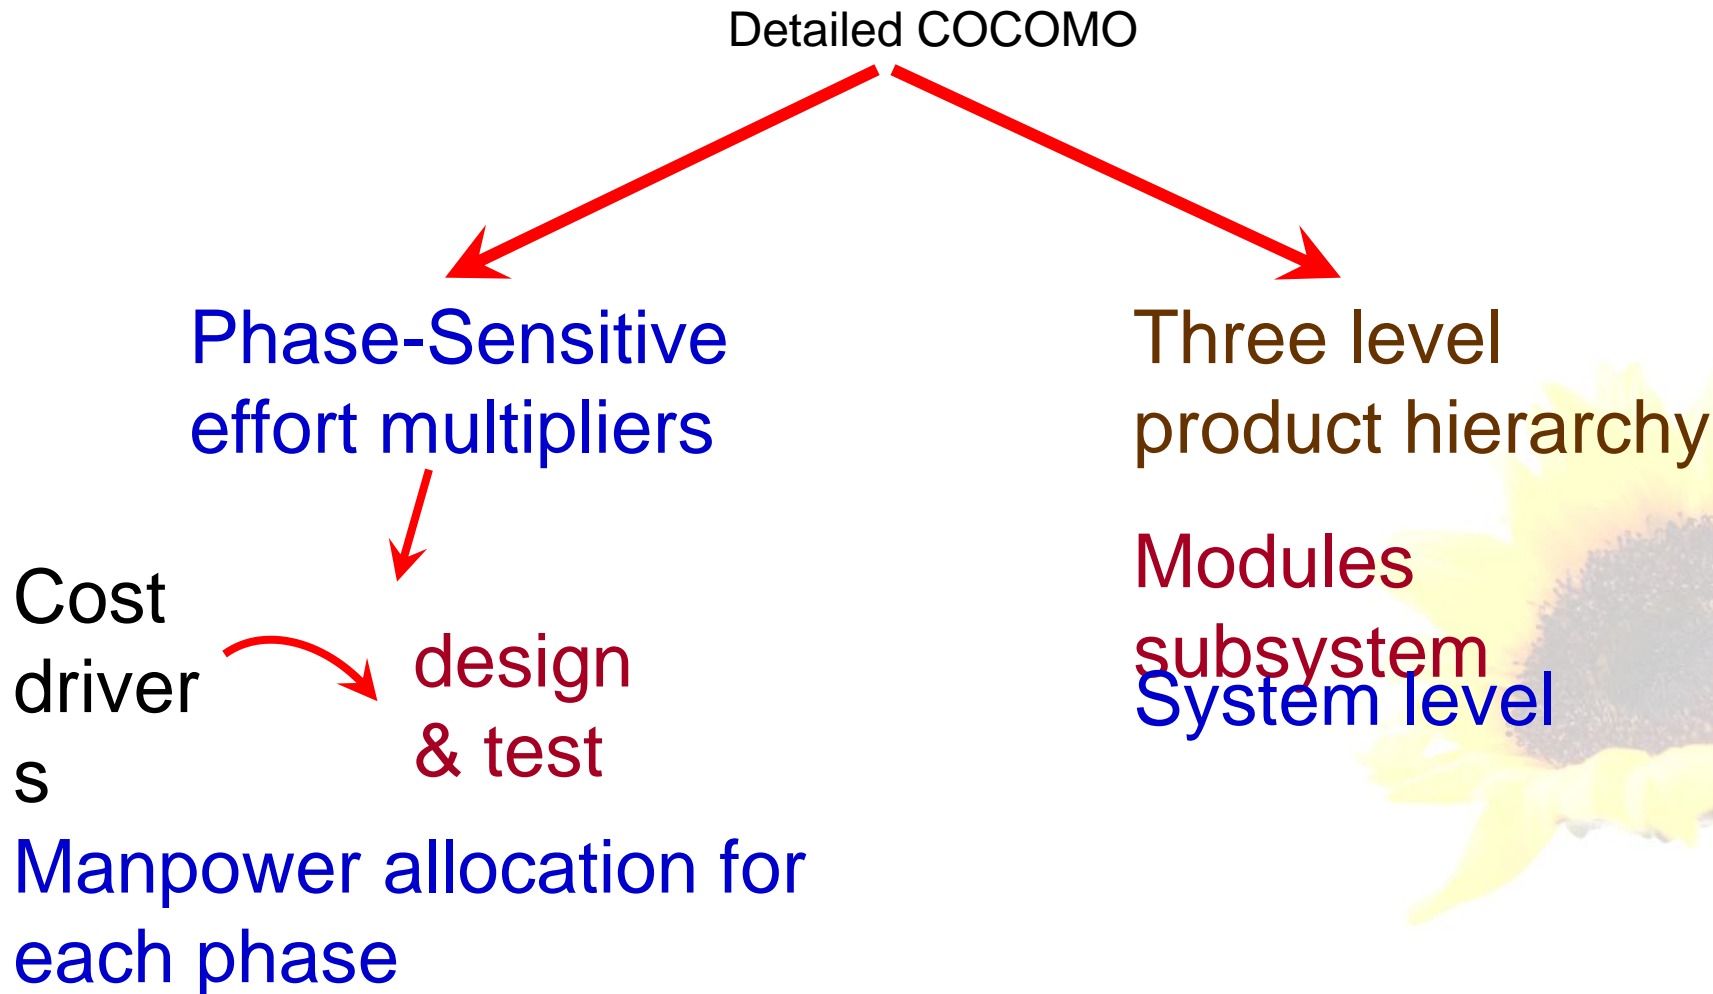 Detailed COCOMO
Phase-Sensitive
effort multipliers
Three level
product hierarchy
Cost
driver
s
design
& test
Modules
subsystem
System level
Manpower allocation for
each phase